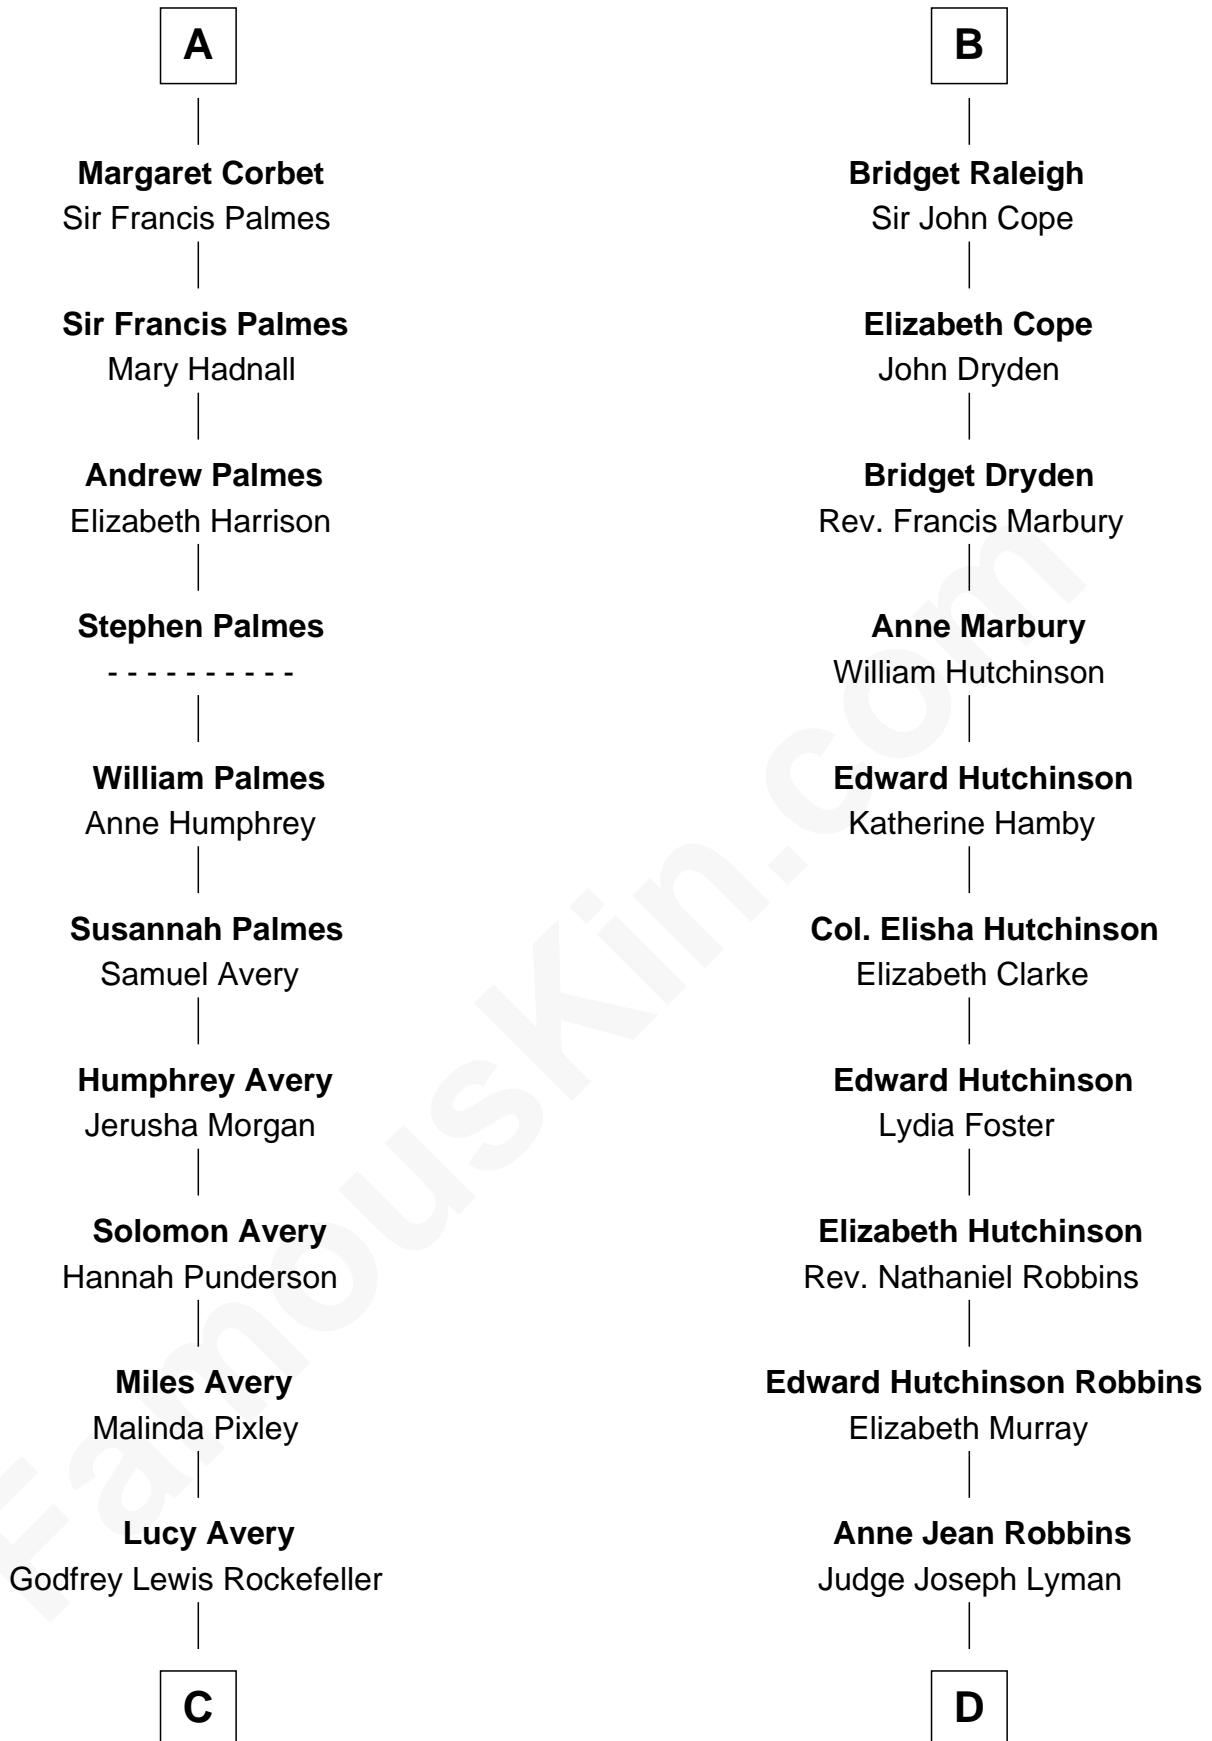 A
Margaret Corbet
Sir Francis Palmes
Sir Francis Palmes
Mary Hadnall
Andrew Palmes
Elizabeth Harrison
Stephen Palmes
- - - - - - - - - -
William Palmes
Anne Humphrey
Susannah Palmes
Samuel Avery
Humphrey Avery
Jerusha Morgan
Solomon Avery
Hannah Punderson
Miles Avery
Malinda Pixley
Lucy Avery
Godfrey Lewis Rockefeller
C
B
Bridget Raleigh
Sir John Cope
Elizabeth Cope
John Dryden
Bridget Dryden
Rev. Francis Marbury
Anne Marbury
William Hutchinson
Edward Hutchinson
Katherine Hamby
Col. Elisha Hutchinson
Elizabeth Clarke
Edward Hutchinson
Lydia Foster
Elizabeth Hutchinson
Rev. Nathaniel Robbins
Edward Hutchinson Robbins
Elizabeth Murray
Anne Jean Robbins
Judge Joseph Lyman
D
FamousKin.com